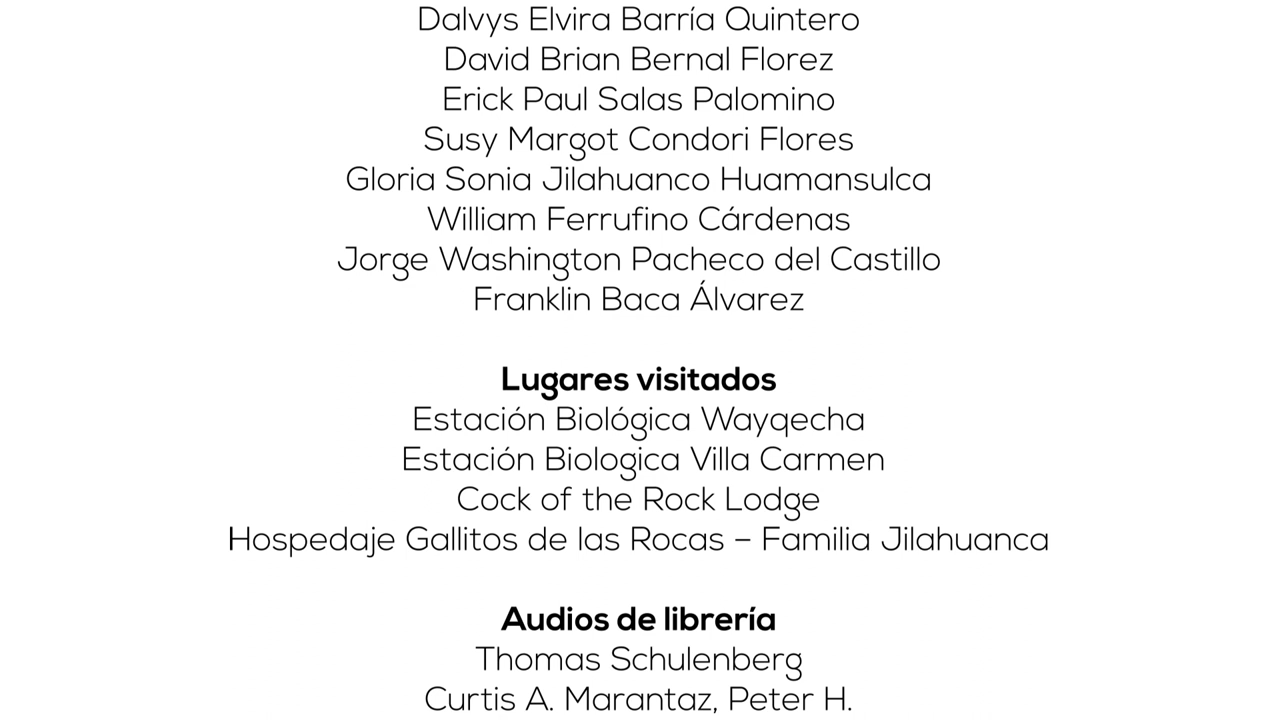 Dalvys Elvira Barría Quintero
David Brian Bernal Florez
Erick Paul Salas Palomino
Susy Margot Condori Flores
Gloria Sonia Jilahuanco Huamansulca
William Ferrufino Cárdenas
Jorge Washington Pacheco del Castillo
Franklin Baca Álvarez
Lugares visitados
Estación Biológica Wayqecha
Estación Biologica Villa Carmen
Cock of the Rock Lodge
Hospedaje Gallitos de las Rocas – Familia Jilahuanca
Audios de librería
Thomas Schulenberg
Curtis A. Marantaz, Peter H.